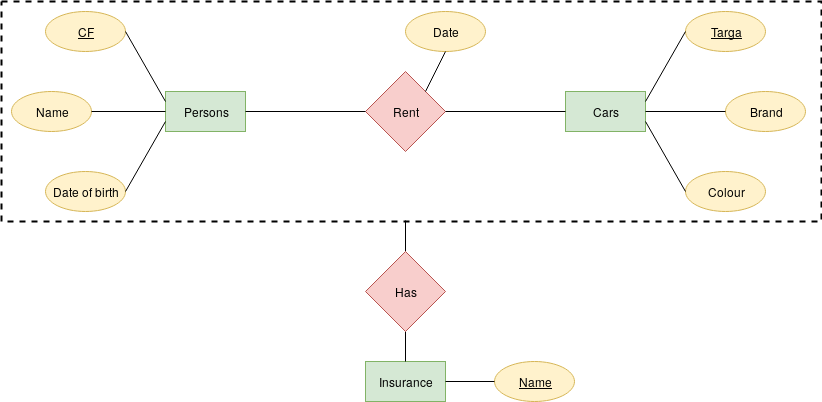 CF
Date
Targa
Name
Persons
Rent
Cars
Brand
Date of birth
Colour
Has
Insurance
Name